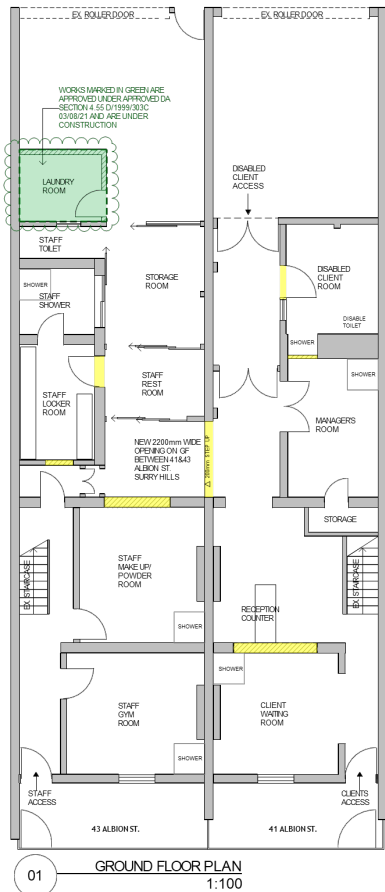 EX. ROLLER DOOR
EX. ROLLER DOOR
WORKS MARKED IN GREEN ARE
APPROVED UNDER APPROVED DA
SECTION 4.55 D/1999/303C
03/08/21 AND ARE UNDER
CONSTRUCTION
LAUNDRY
ROOM
DISABLED
CLIENT
ACCESS
STAFF
TOILET
STORAGE
ROOM
DISABLED
CLIENT
ROOM
SHOWER
STAFF
SHOWER
DISABLE
TOILET
SHOWER
SHOWER
STAFF
REST
ROOM
STAFF
LOCKER
ROOM
MANAGER'S
ROOM
NEW 2200mm WIDE
OPENING ON GF
BETWEEN 41&43
ALBION ST.
SURRY HILLS
200mm STEP UP
STORAGE
STAFF
MAKE UP/
POWDER
ROOM
EX. STAIRCASE
EX. STAIRCASE
RECEPTION
COUNTER
SHOWER
SHOWER
STAFF
GYM
ROOM
CLIENT
WAITING
ROOM
SHOWER
STAFF
ACCESS
CLIENTS
ACCESS
43 ALBION ST.
41 ALBION ST.
01
GROUND FLOOR PLAN
1:100